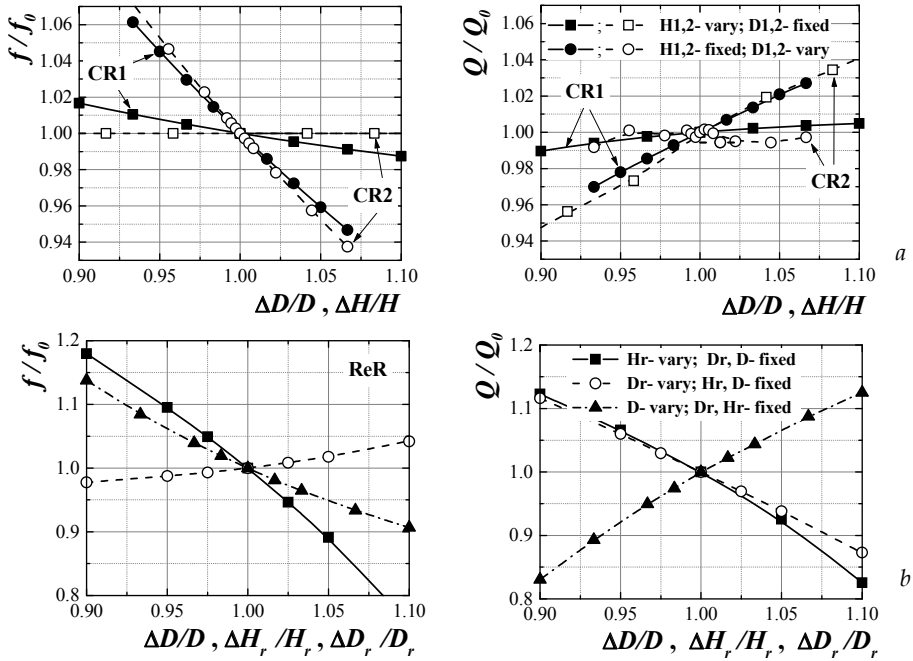 f / f0
1.06
1.04
1.02
1.00
0.98
0.96
0.94
CR1
CR2
0.90 0.95 1.00 1.05 1.10
ΔD/D , ΔH/H
Q / Q0
1.06
1.04
1.02
1.00
0.98
0.96
0.94
; H1,2- vary; D1,2- fixed
; H1,2- fixed; D1,2- vary
CR1
CR2
0.90 0.95 1.00 1.05 1.10
ΔD/D , ΔH/H
a
f / f0
1.2
1.1
1.0
0.9
0.8
ReR
0.90 0.95 1.00 1.05 1.10
ΔD/D , ΔHr /Hr , ΔDr /Dr
Q / Q0
1.2
1.1
1.0
0.9
0.8
Hr- vary; Dr, D- fixed
Dr- vary; Hr, D- fixed
D- vary; Dr, Hr- fixed
0.90 0.95 1.00 1.05 1.10
ΔD/D , ΔHr /Hr , ΔDr /Dr
b